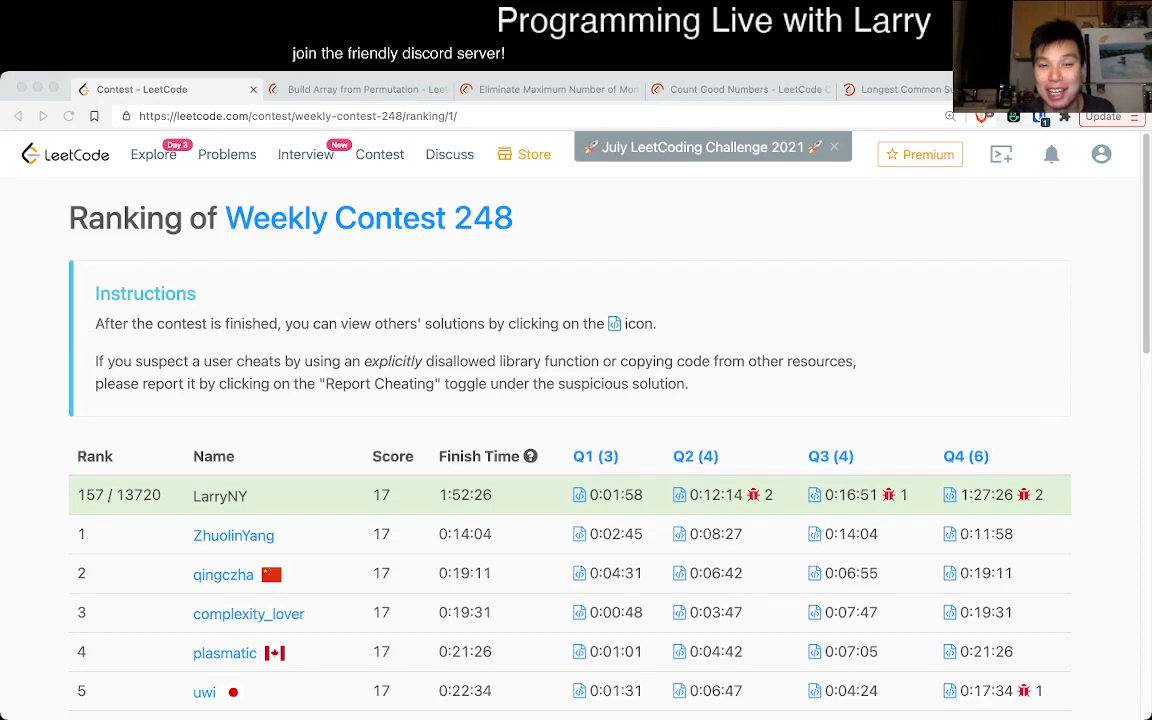 Programming Live with Larry
join the friendly discord server!
Contest - LeetCode
Build Array from Permutation - Leet
Eliminate Maximum Number of Mon
Count Good Numbers - LeetCode C
Longest Common Su
https://leetcode.com/contest/weekly-contest-248/ranking/1/
1
Update
LeetCode
Explore
Day 3
Problems
Interview
New
Contest
Discuss
Store
🚀 July LeetCoding Challenge 2021 🚀
Premium
Ranking of Weekly Contest 248
Instructions
After the contest is finished, you can view others' solutions by clicking on the icon.
If you suspect a user cheats by using an explicitly disallowed library function or copying code from other resources,
please report it by clicking on the "Report Cheating" toggle under the suspicious solution.
Rank Name Score Finish Time Q1 (3) Q2 (4) Q3 (4) Q4 (6)
157 / 13720 LarryNY 17 1:52:26 0:01:58 0:12:14 2 0:16:51 1 1:27:26 2
1 ZhuolinYang 17 0:14:04 0:02:45 0:08:27 0:14:04 0:11:58
2 qingczha 17 0:19:11 0:04:31 0:06:42 0:06:55 0:19:11
3 complexity_lover 17 0:19:31 0:00:48 0:03:47 0:07:47 0:19:31
4 plasmatic 17 0:21:26 0:01:01 0:04:42 0:07:05 0:21:26
5 uwi 17 0:22:34 0:01:31 0:06:47 0:04:24 0:17:34 1